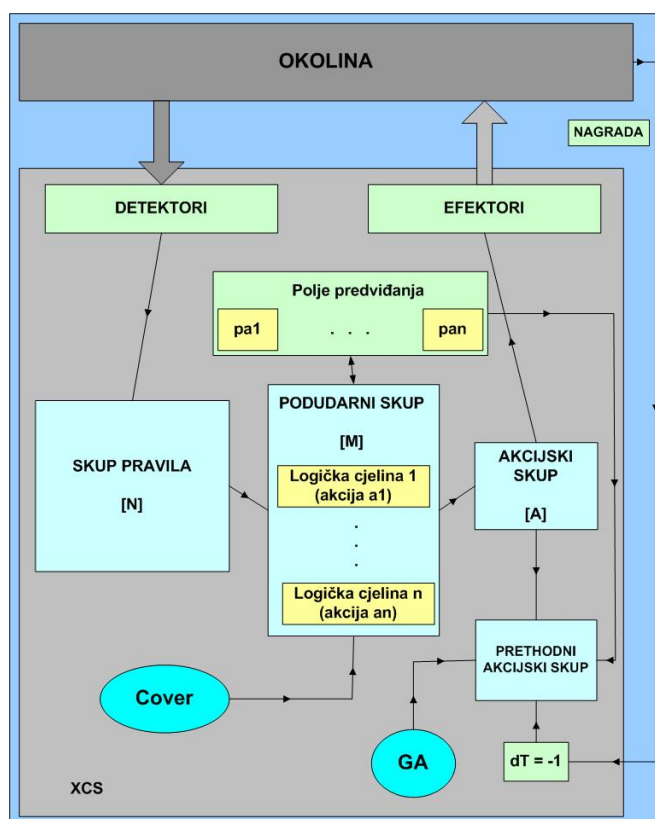 OKOLINA
NAGRADA
DETEKTORI
EFEKTORI
Polje predviđanja
pa1
. . .
pan
PODUDARNI SKUP
[M]
SKUP PRAVILA
[N]
Logička cjelina 1
(akcija a1)
.
.
.
Logička cjelina n
(akcija an)
AKCIJSKI
SKUP
[A]
PRETHODNI
AKCIJSKI SKUP
Cover
GA
dT = -1
XCS